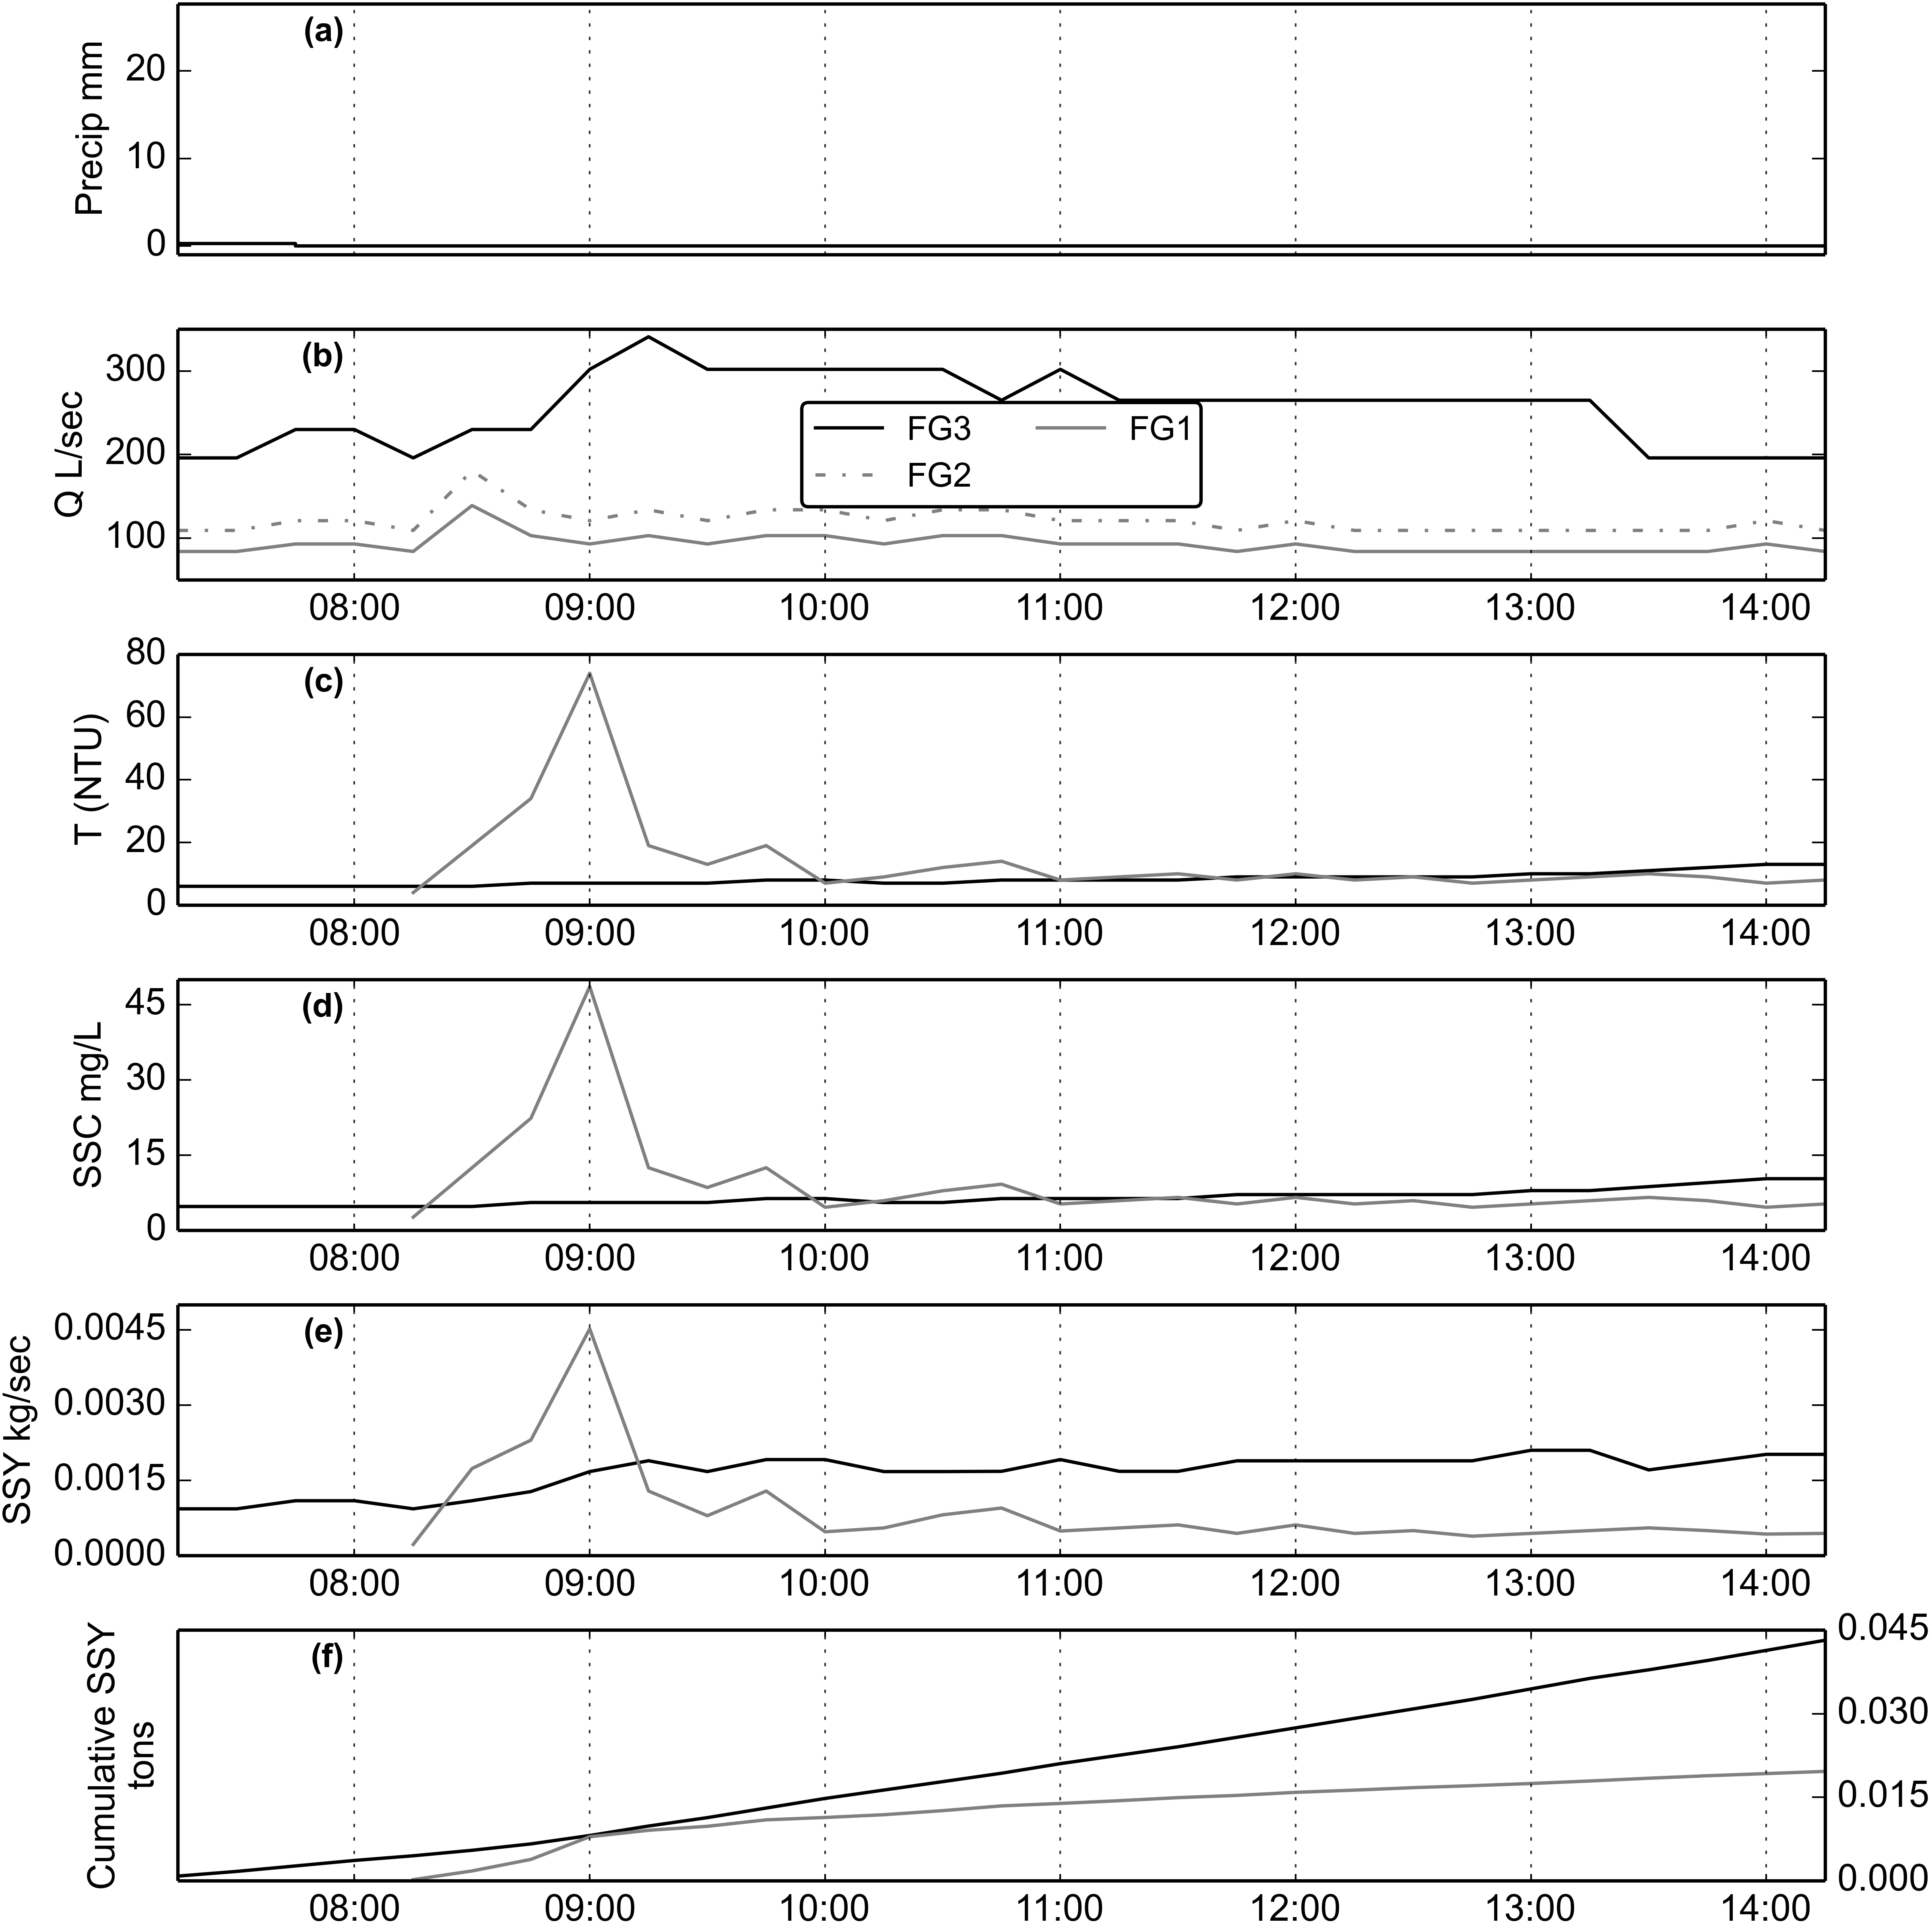 (a)
Precip mm
20
10
0
(b)
Q L/sec
300
200
100
FG3 FG1
FG2
08:00 09:00 10:00 11:00 12:00 13:00 14:00
(c)
T (NTU)
80
60
40
20
0
08:00 09:00 10:00 11:00 12:00 13:00 14:00
(d)
SSC mg/L
45
30
15
0
08:00 09:00 10:00 11:00 12:00 13:00 14:00
(e)
SSY kg/sec
0.0045
0.0030
0.0015
0.0000
08:00 09:00 10:00 11:00 12:00 13:00 14:00
(f)
Cumulative SSY
tons
0.045
0.030
0.015
0.000
08:00 09:00 10:00 11:00 12:00 13:00 14:00